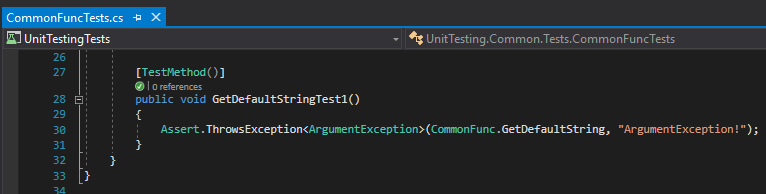 CommonFuncTests.cs
UnitTestingTests UnitTesting.Common.Tests.CommonFuncTests
26
27 [TestMethod()]
| 0 references
28 public void GetDefaultStringTest1()
29 {
30 Assert.ThrowsException<ArgumentException>(CommonFunc.GetDefaultString, "ArgumentException!");
31 }
32 }
33 }
34